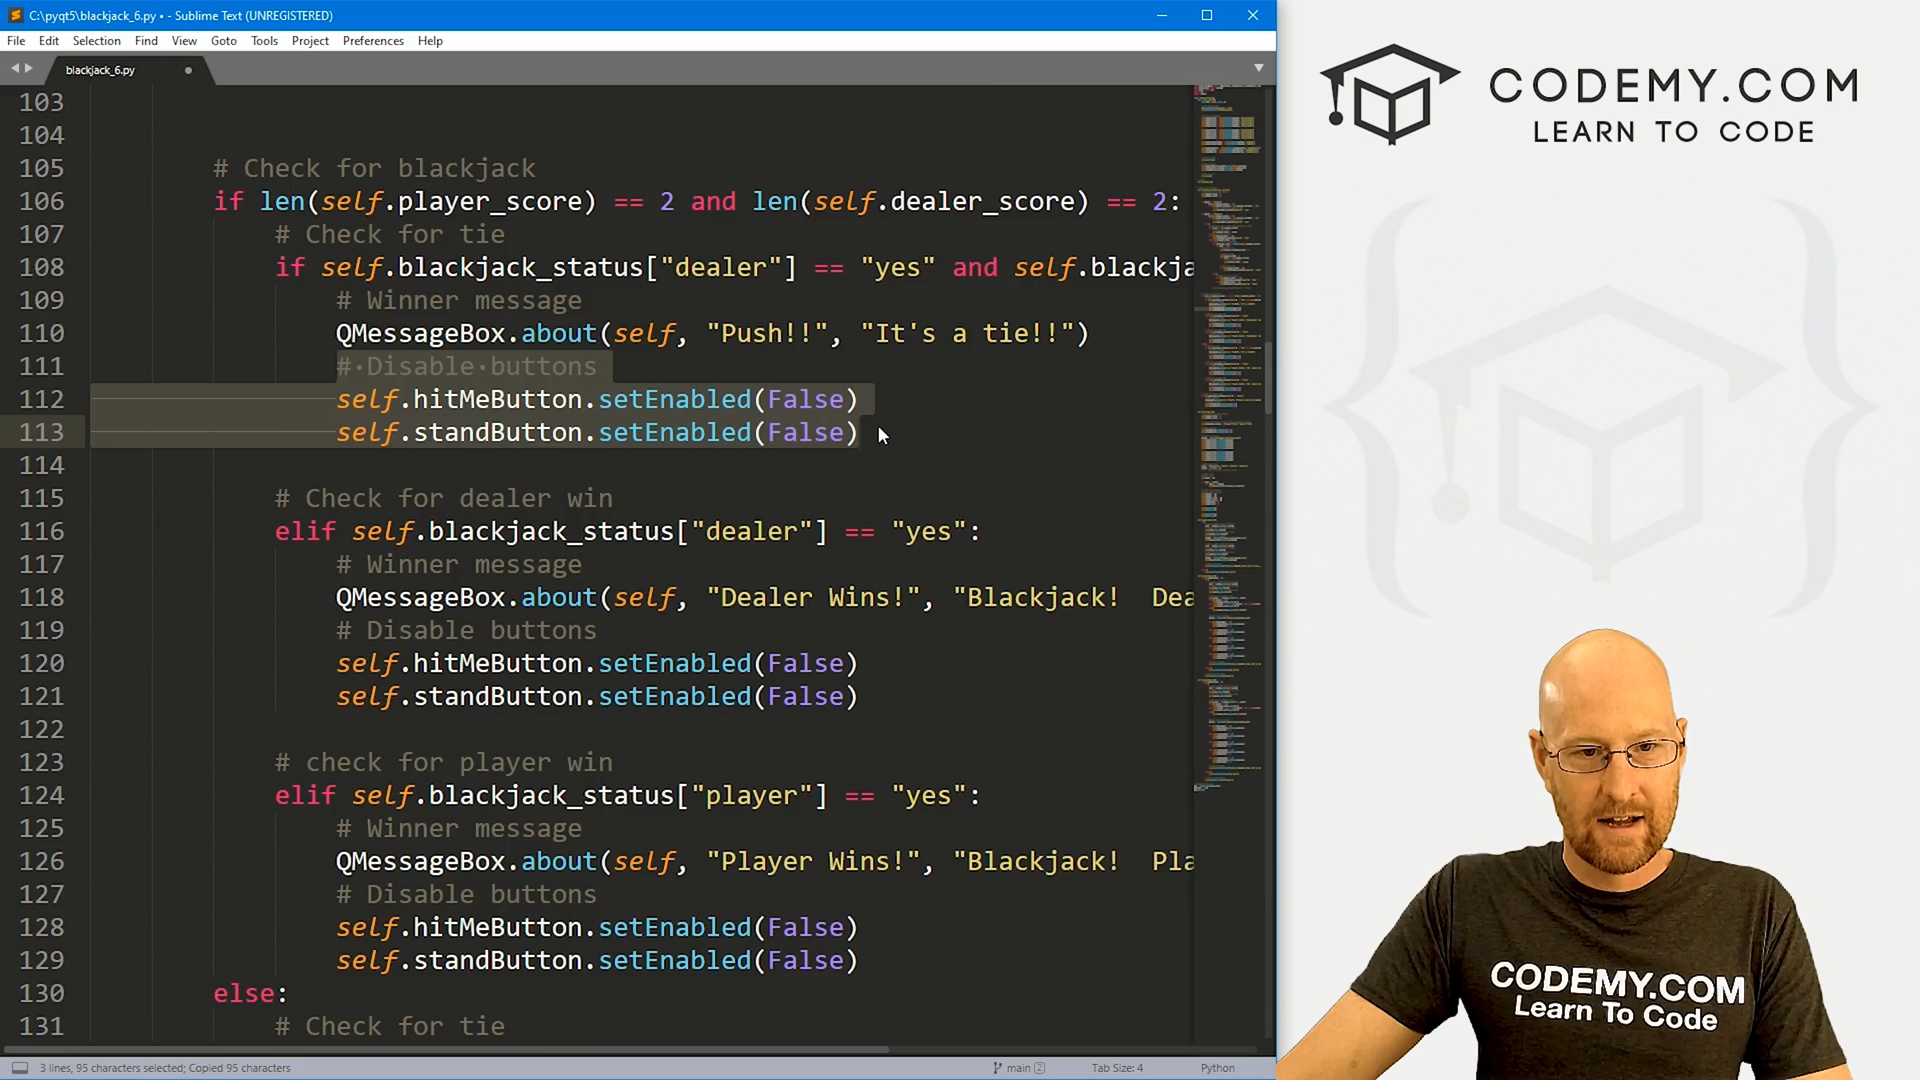 C:\pyqt5\blackjack_6.py • - Sublime Text (UNREGISTERED)
File Edit Selection Find View Goto Tools Project Preferences Help
blackjack_6.py
103
104
105 # Check for blackjack
106 if len(self.player_score) == 2 and len(self.dealer_score) == 2:
107 # Check for tie
108 if self.blackjack_status["dealer"] == "yes" and self.blackja
109 # Winner message
110 QMessageBox.about(self, "Push!!", "It's a tie!!")
111 # Disable buttons
112 self.hitMeButton.setEnabled(False)
113 self.standButton.setEnabled(False)
114
115 # Check for dealer win
116 elif self.blackjack_status["dealer"] == "yes":
117 # Winner message
118 QMessageBox.about(self, "Dealer Wins!", "Blackjack!  Dea
119 # Disable buttons
120 self.hitMeButton.setEnabled(False)
121 self.standButton.setEnabled(False)
122
123 # check for player win
124 elif self.blackjack_status["player"] == "yes":
125 # Winner message
126 QMessageBox.about(self, "Player Wins!", "Blackjack!  Pla
127 # Disable buttons
128 self.hitMeButton.setEnabled(False)
129 self.standButton.setEnabled(False)
130 else:
131 # Check for tie
3 lines, 95 characters selected; Copied 95 characters
main 2
Tab Size: 4
Python
CODEMY.COM
LEARN TO CODE
CODEMY.COM
Learn To Code